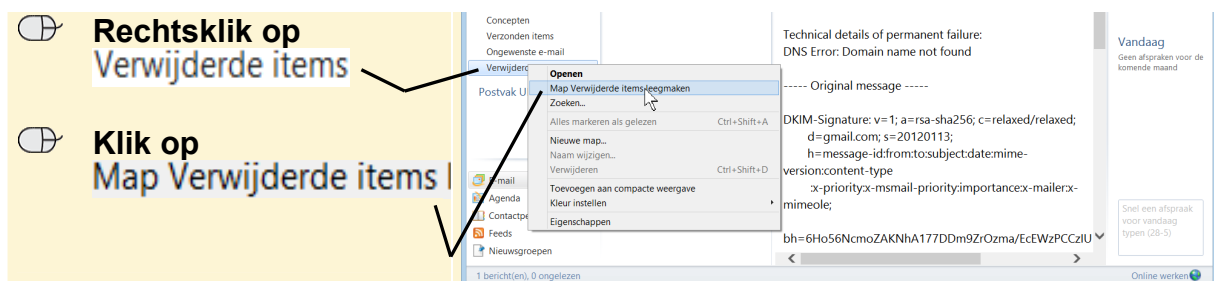 Rechtsklik op
Verwijderde items
Klik op
Map Verwijderde items
Concepten
Verzonden items
Ongewenste e-mail
Verwijderd
Postvak U
Openen
Map Verwijderde items leegmaken
Zoeken...
Alles markeren als gelezen Ctrl+Shift+A
Nieuwe map...
Naam wijzigen...
Verwijderen Ctrl+Shift+D
Toevoegen aan compacte weergave
Kleur instellen
Eigenschappen
E-mail
Agenda
Contactpe
Feeds
Nieuwsgroepen
1 bericht(en), 0 ongelezen
Technical details of permanent failure:
DNS Error: Domain name not found
----- Original message -----
DKIM-Signature: v=1; a=rsa-sha256; c=relaxed/relaxed;
d=gmail.com; s=20120113;
h=message-id:from:to:subject:date:mime-
version:content-type
:x-priority:x-msmail-priority:importance:x-mailer:x-
mimeole;
bh=6Ho56NcmoZAKNhA177DDm9ZrOzma/EcEWzPCCzIU
Vandaag
Geen afspraken voor de
komende maand
Snel een afspraak
voor vandaag
typen (28-5)
Online werken